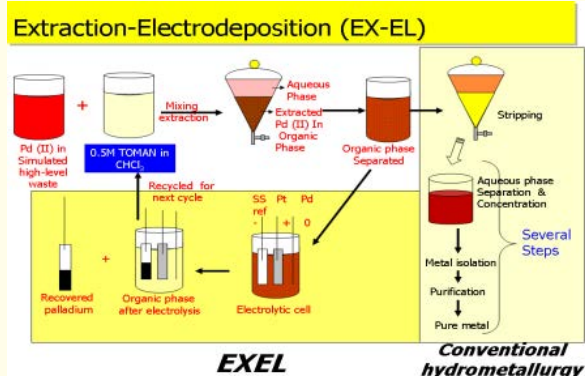 Extraction-Electrodeposition (EX-EL)
Pd (II) in
Simulated
high-level
waste
+
0.5M TOMAN in
CHCl3
Mixing
extraction
Aqueous
Phase
Extracted
Pd (II) In
Organic
Phase
Organic phase
Separated
Stripping
Aqueous phase
Separation &
Concentration
Several
Steps
Metal isolation
Purification
Pure metal
Recycled for
next cycle
SS Pt Pd
ref
- + 0
Recovered
palladium
+
Organic phase
after electrolysis
Electrolytic cell
EXEL
Conventional
hydrometallurgy